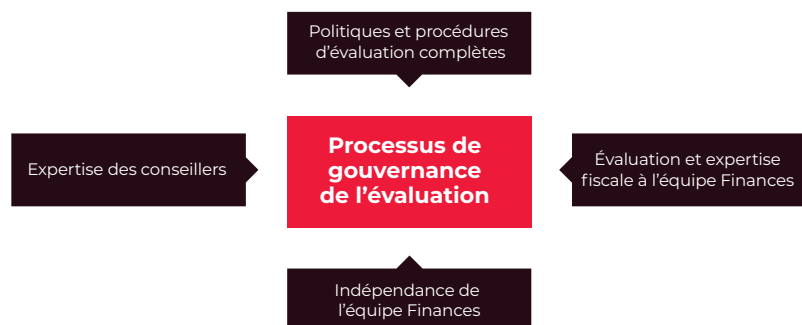 Politiques et procédures
d’évaluation complètes
Expertise des conseillers
Processus de
gouvernance
de l’évaluation
Évaluation et expertise
fiscale à l’équipe Finances
Indépendance de
l’équipe Finances